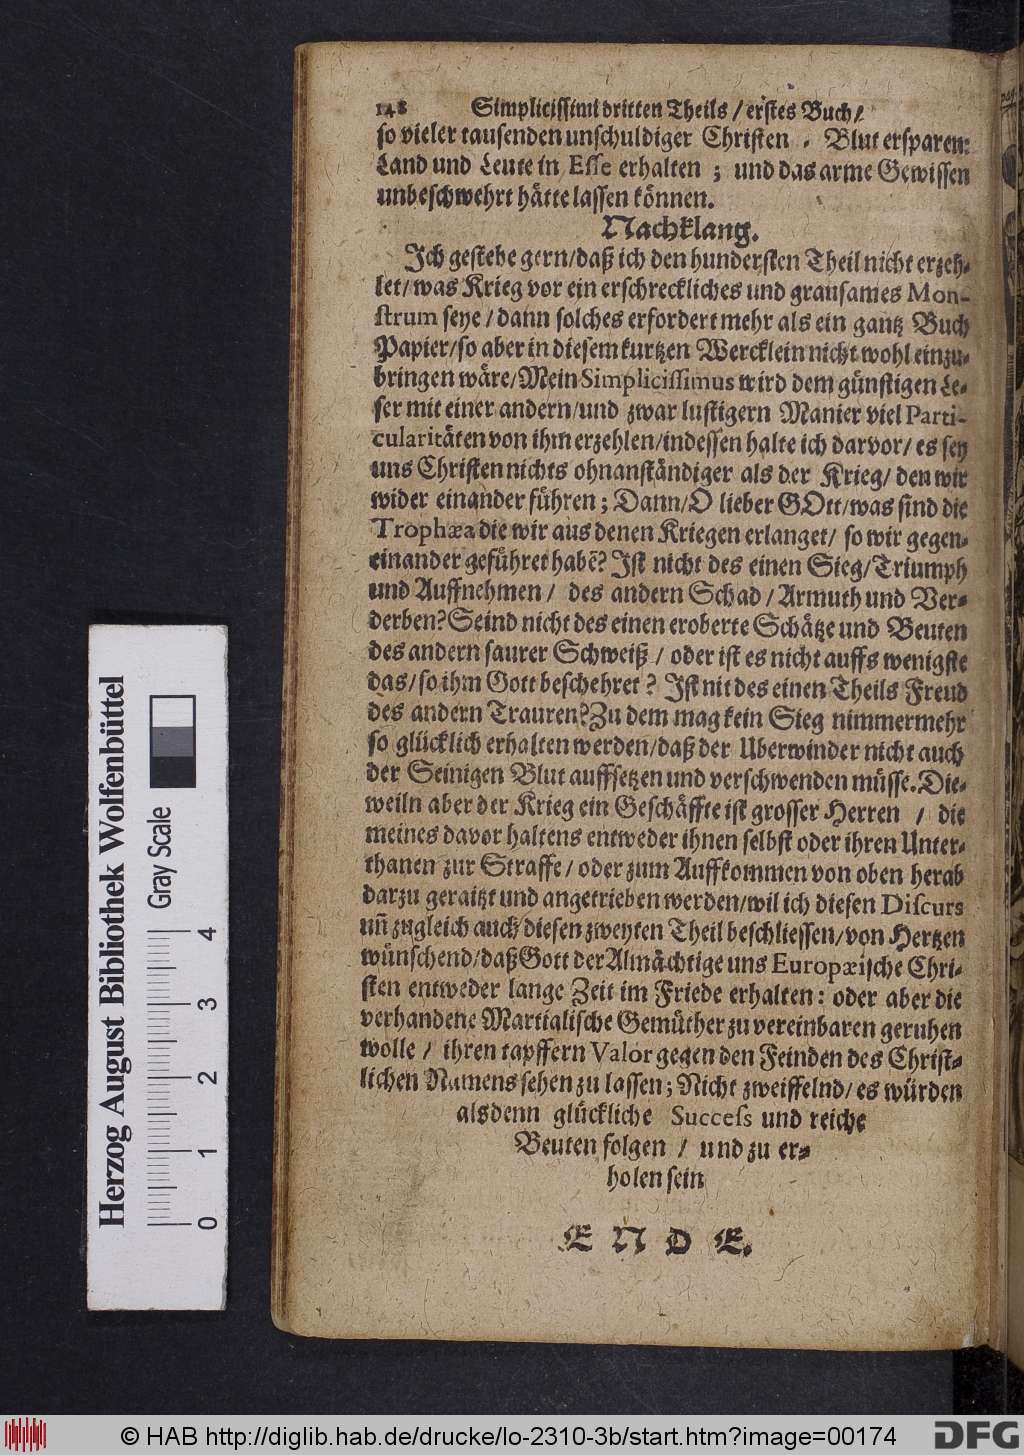 148 Simplicissimi dritten Theils / erstes Buch /
so vieler tausenden unschuldiger Christen . Blut ersparen:
Land und Leute in Esse erhalten ; und das arme Gewissen
unbeschwehrt hätte lassen können.
Nachklang.
Ich gestehe gern/daß ich den hundersten Theil nicht erzeh-
let/was Krieg vor ein erschreckliches und grausames Mon-
strum seye/dann solches erfordert mehr als ein gantz Buch
Papier/so aber in diesem kurtzen Wercklein nicht wohl einzu-
bringen wäre/Mein Simplicissimus wird dem günstigen Le-
ser mit einer andern/und zwar lustigern Manier viel Parti-
cularitäten von ihm erzehlen/indessen halte ich darvor/ es sey
uns Christen nichts ohnanständiger als der Krieg/ den wir
wider einander führen ; Dann/O lieber GOtt/was sind die
Trophæa die wir aus denen Kriegen erlanget/ so wir gegen-
einander geführet habẽ? Ist nicht des einen Sieg/Triumph
und Auffnehmen / des andern Schad / Armuth und Ver-
derben? Seind nicht des einen eroberte Schätze und Beuten
des andern saurer Schweiß / oder ist es nicht auffs wenigste
das/so ihm Gott beschehret ? Ist nit des einen Theils Freud
des andern Trauren? Zu dem mag kein Sieg nimmermehr
so glücklich erhalten werden/daß der Uberwinder nicht auch
der Seinigen Blut auffsetzen und verschwenden müsse. Die-
weiln aber der Krieg ein Geschäffte ist grosser Herren / die
meines davor haltens entweder ihnen selbst oder ihren Unter-
thanen zur Straffe / oder zum Auffkommen von oben herab
darzu geraitzt und angetrieben werden/wil ich diesen Discurs
uñ zugleich auch diesen zweyten Theil beschliessen/von Hertzen
wünschend/daß Gott der Almächtige uns Europæische Chri-
sten entweder lange Zeit im Friede erhalten: oder aber die
verhandene Martialische Gemüther zu vereinbaren geruhen
wolle / ihren tapffern Valor gegen den Feinden des Christ-
lichen Namens sehen zu lassen; Nicht zweiffelnd/ es würden
alsdenn glückliche Success und reiche
Beuten folgen / und zu er-
holen sein
E N D E.
Herzog August Bibliothek Wolfenbüttel
Gray Scale
0 1 2 3 4
© HAB http://diglib.hab.de/drucke/lo-2310-3b/start.htm?image=00174
DFG